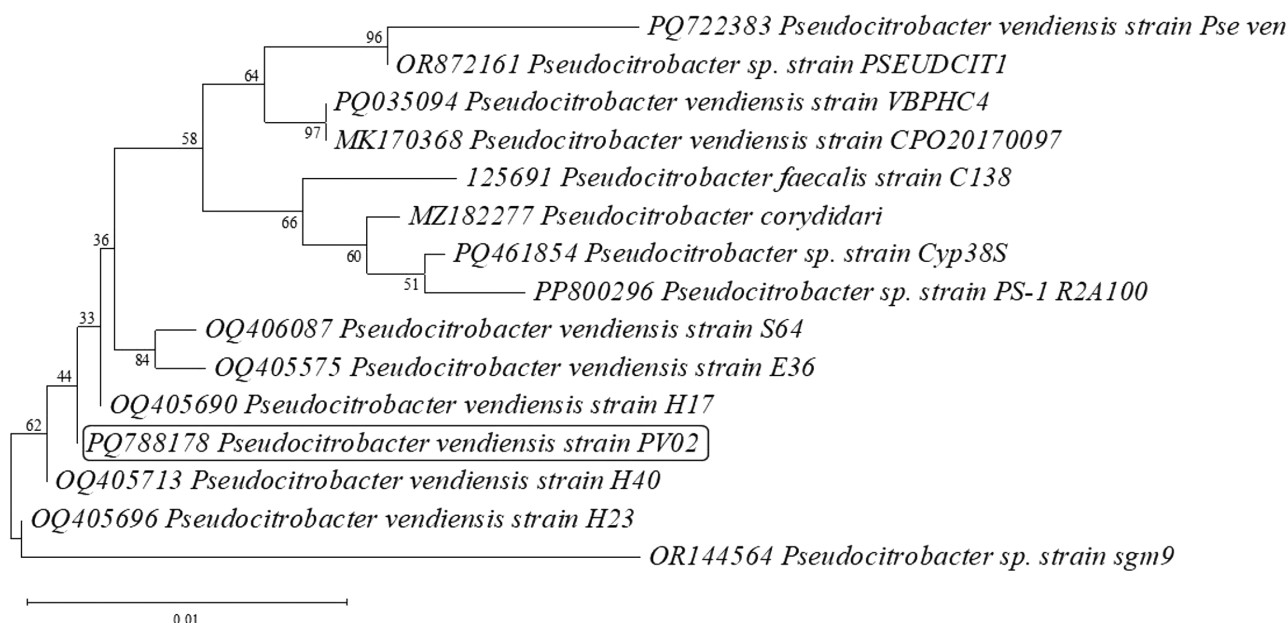 PQ722383 Pseudocitrobacter vendiensis strain Pse ven
96
OR872161 Pseudocitrobacter sp. strain PSEUDCIT1
64
PQ035094 Pseudocitrobacter vendiensis strain VBPHC4
97
MK170368 Pseudocitrobacter vendiensis strain CPO20170097
58
125691 Pseudocitrobacter faecalis strain C138
66
MZ182277 Pseudocitrobacter corydidari
60
PQ461854 Pseudocitrobacter sp. strain Cyp38S
51
PP800296 Pseudocitrobacter sp. strain PS-1 R2A100
36
OQ406087 Pseudocitrobacter vendiensis strain S64
84
OQ405575 Pseudocitrobacter vendiensis strain E36
33
OQ405690 Pseudocitrobacter vendiensis strain H17
44
PQ788178 Pseudocitrobacter vendiensis strain PV02
62
OQ405713 Pseudocitrobacter vendiensis strain H40
OQ405696 Pseudocitrobacter vendiensis strain H23
OR144564 Pseudocitrobacter sp. strain sgm9
0.01